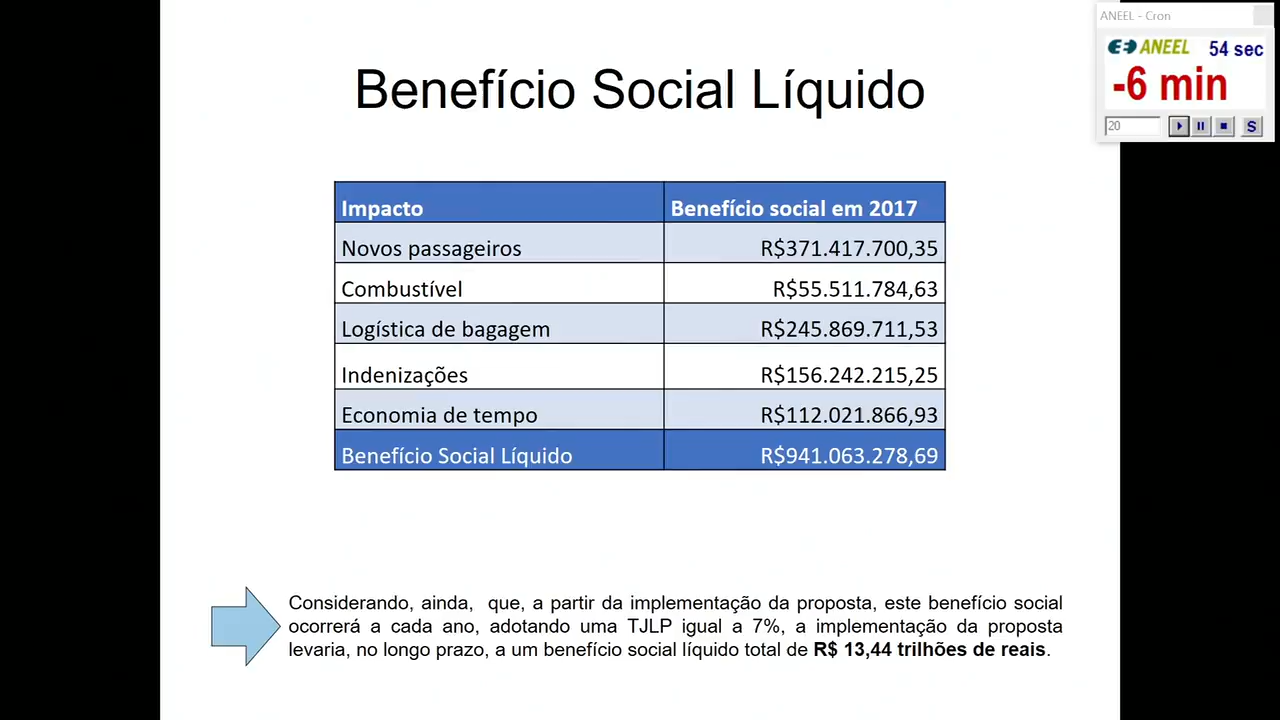 ANEEL - Cron
ANEEL 54 sec
-6 min
20
S
Benefício Social Líquido
Impacto Benefício social em 2017
Novos passageiros R$371.417.700,35
Combustível R$55.511.784,63
Logística de bagagem R$245.869.711,53
Indenizações R$156.242.215,25
Economia de tempo R$112.021.866,93
Benefício Social Líquido R$941.063.278,69
Considerando, ainda, que, a partir da implementação da proposta, este benefício social
ocorrerá a cada ano, adotando uma TJLP igual a 7%, a implementação da proposta
levaria, no longo prazo, a um benefício social líquido total de R$ 13,44 trilhões de reais.